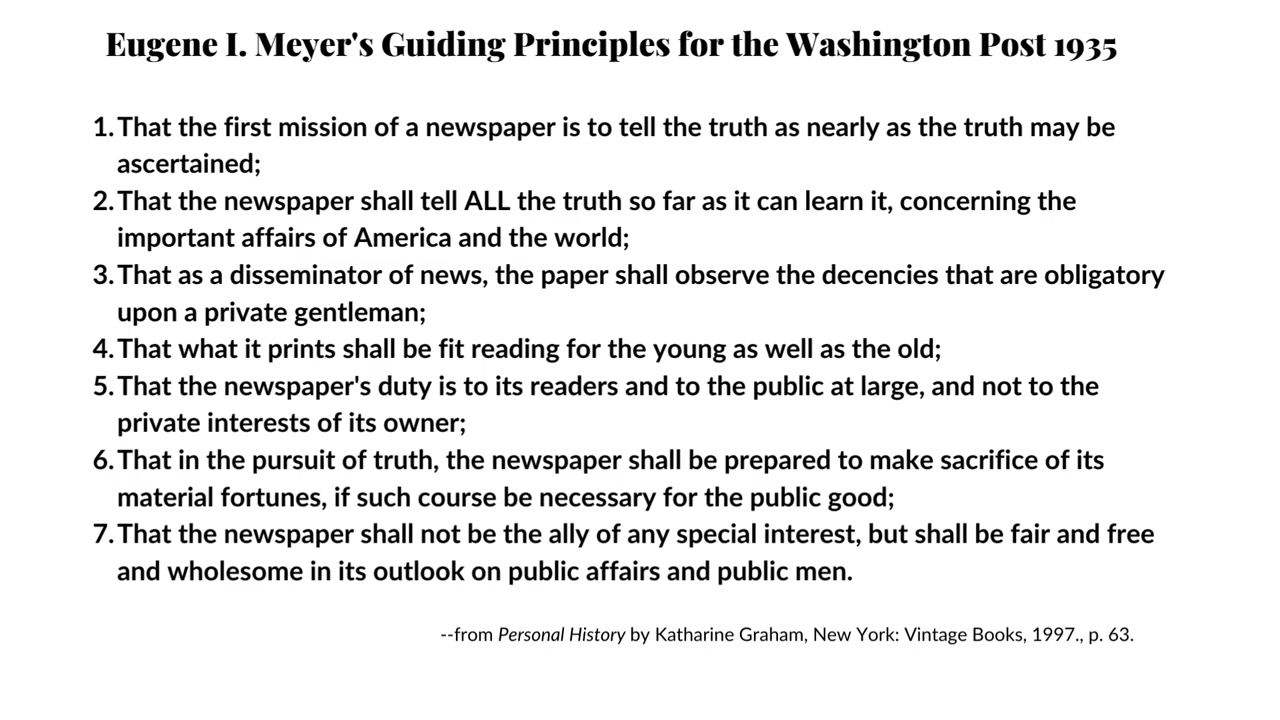 Eugene I. Meyer's Guiding Principles for the Washington Post 1935
1. That the first mission of a newspaper is to tell the truth as nearly as the truth may be
ascertained;
2. That the newspaper shall tell ALL the truth so far as it can learn it, concerning the
important affairs of America and the world;
3. That as a disseminator of news, the paper shall observe the decencies that are obligatory
upon a private gentleman;
4. That what it prints shall be fit reading for the young as well as the old;
5. That the newspaper's duty is to its readers and to the public at large, and not to the
private interests of its owner;
6. That in the pursuit of truth, the newspaper shall be prepared to make sacrifice of its
material fortunes, if such course be necessary for the public good;
7. That the newspaper shall not be the ally of any special interest, but shall be fair and free
and wholesome in its outlook on public affairs and public men.
--from Personal History by Katharine Graham, New York: Vintage Books, 1997., p. 63.